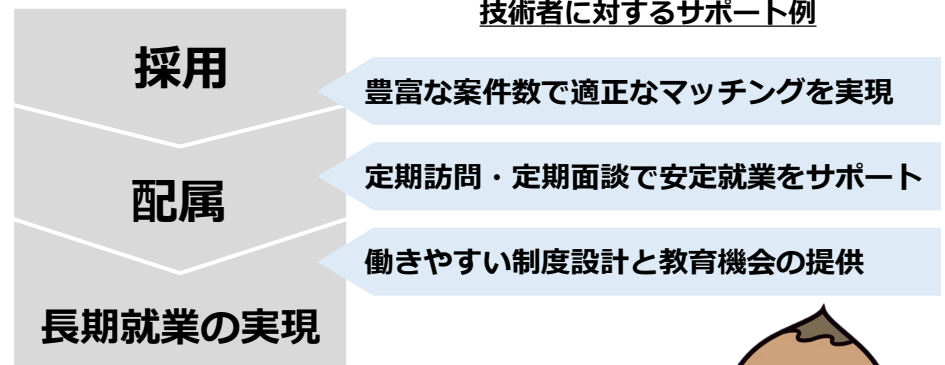 技術者に対するサポート例
採用
豊富な案件数で適正なマッチングを実現
配属
定期訪問・定期面談で安定就業をサポート
働きやすい制度設計と教育機会の提供
長期就業の実現